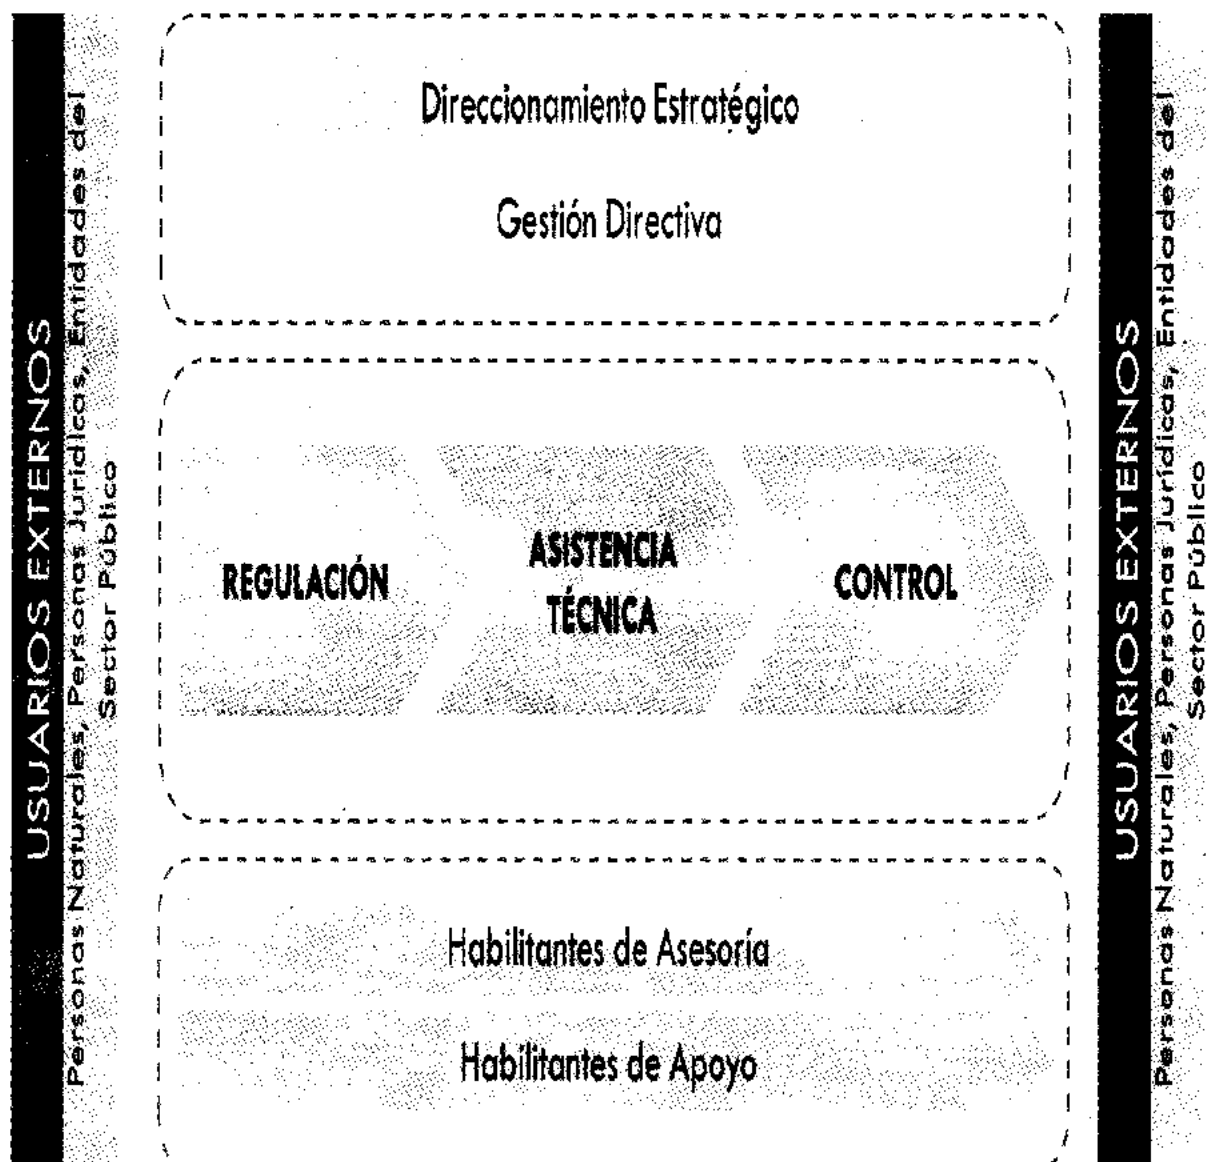 USUARIOS EXTERNOS
Personas Naturales, Personas Jurídicas, Entidades del
Sector Público
Direccionamiento Estratégico
Gestión Directiva
REGULACIÓN
ASISTENCIA
TÉCNICA
CONTROL
Habilitantes de Asesoría
Habilitantes de Apoyo
USUARIOS EXTERNOS
Personas Naturales, Personas Jurídicas, Entidades del
Sector Público